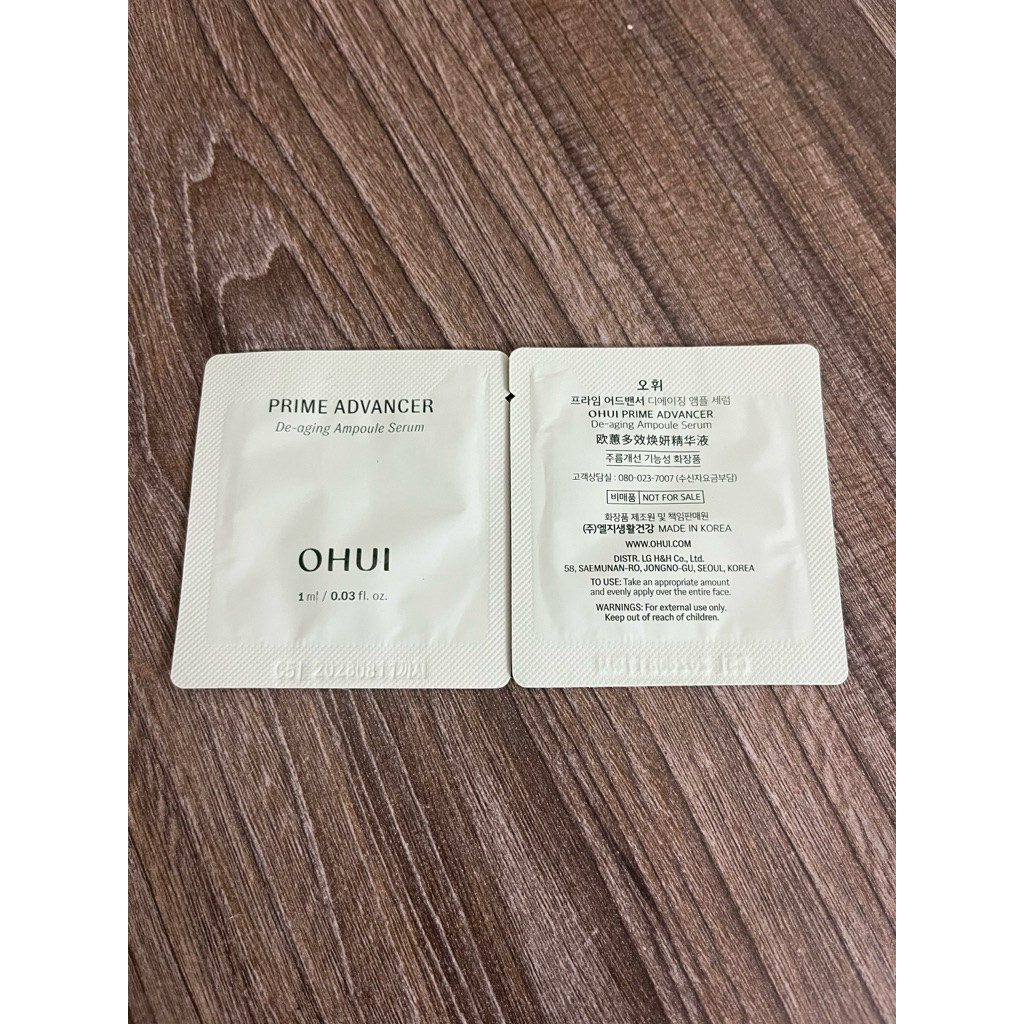 PRIME ADVANCER
De-aging Ampoule Serum
OHUI
1 ml / 0.03 fl. oz.
오휘
프라임 어드밴서 디에이징 앰플 세럼
OHUI PRIME ADVANCER
De-aging Ampoule Serum
欧蕙多效焕妍精华液
주름개선 기능성 화장품
고객상담실 : 080-023-7007 (수신자요금부담)
비매품 NOT FOR SALE
화장품 제조원 및 책임판매원
(주)엘지생활건강 MADE IN KOREA
WWW.OHUI.COM
DISTR. LG H&H Co., Ltd.
58, SAEMUNAN-RO, JONGNO-GU, SEOUL, KOREA
TO USE: Take an appropriate amount
and evenly apply over the entire face.
WARNINGS: For external use only.
Keep out of reach of children.